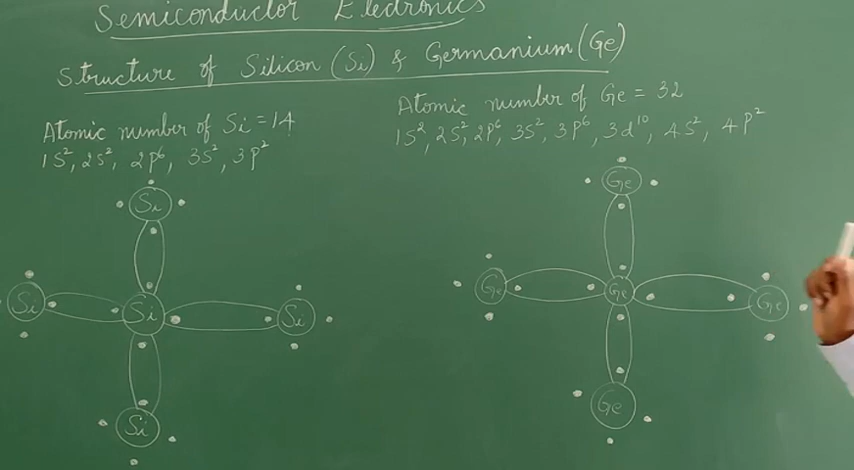 Semiconductor Electronics
Structure of Silicon (Si) & Germanium (Ge)
Atomic number of Si = 14
1S², 2S², 2P⁶, 3S², 3P²
Atomic number of Ge = 32
1S², 2S², 2P⁶, 3S², 3P⁶, 3d¹⁰, 4S², 4P²
Si
Si
Si
Si
Si
Ge
Ge
Ge
Ge
Ge